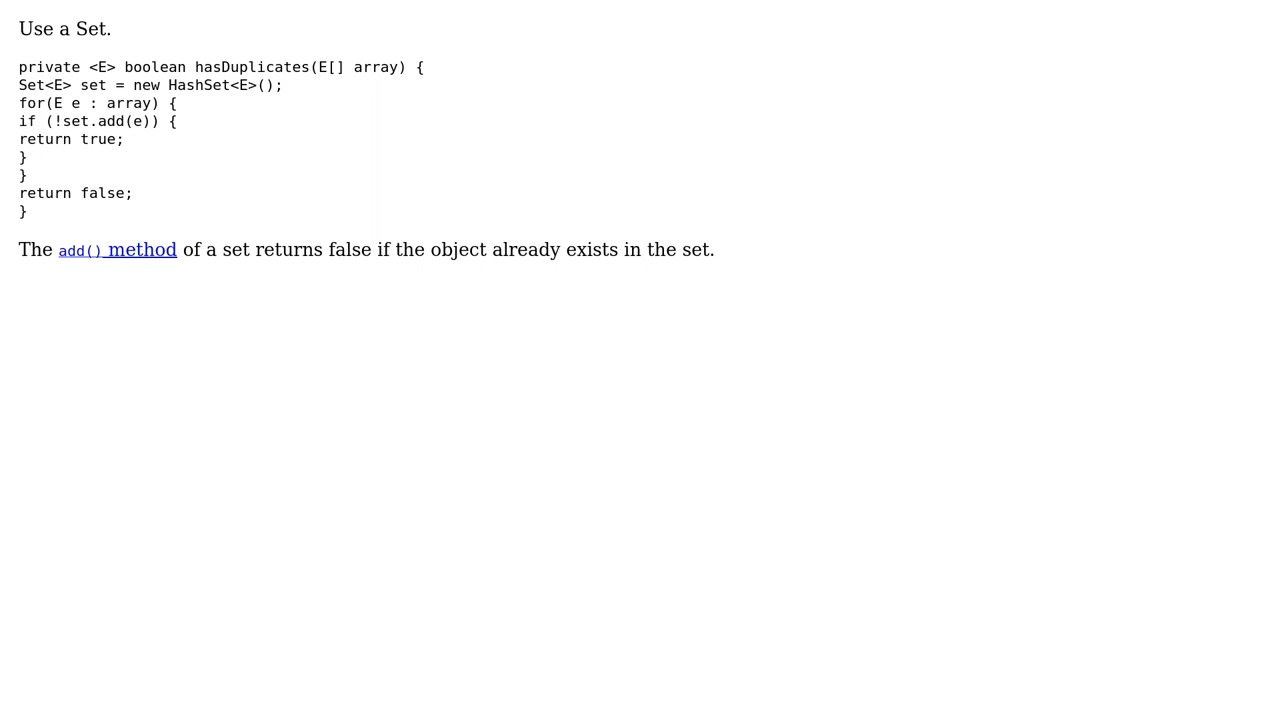 Use a Set.
private <E> boolean hasDuplicates(E[] array) {
Set<E> set = new HashSet<E>();
for(E e : array) {
if (!set.add(e)) {
return true;
}
}
return false;
}
The add() method of a set returns false if the object already exists in the set.